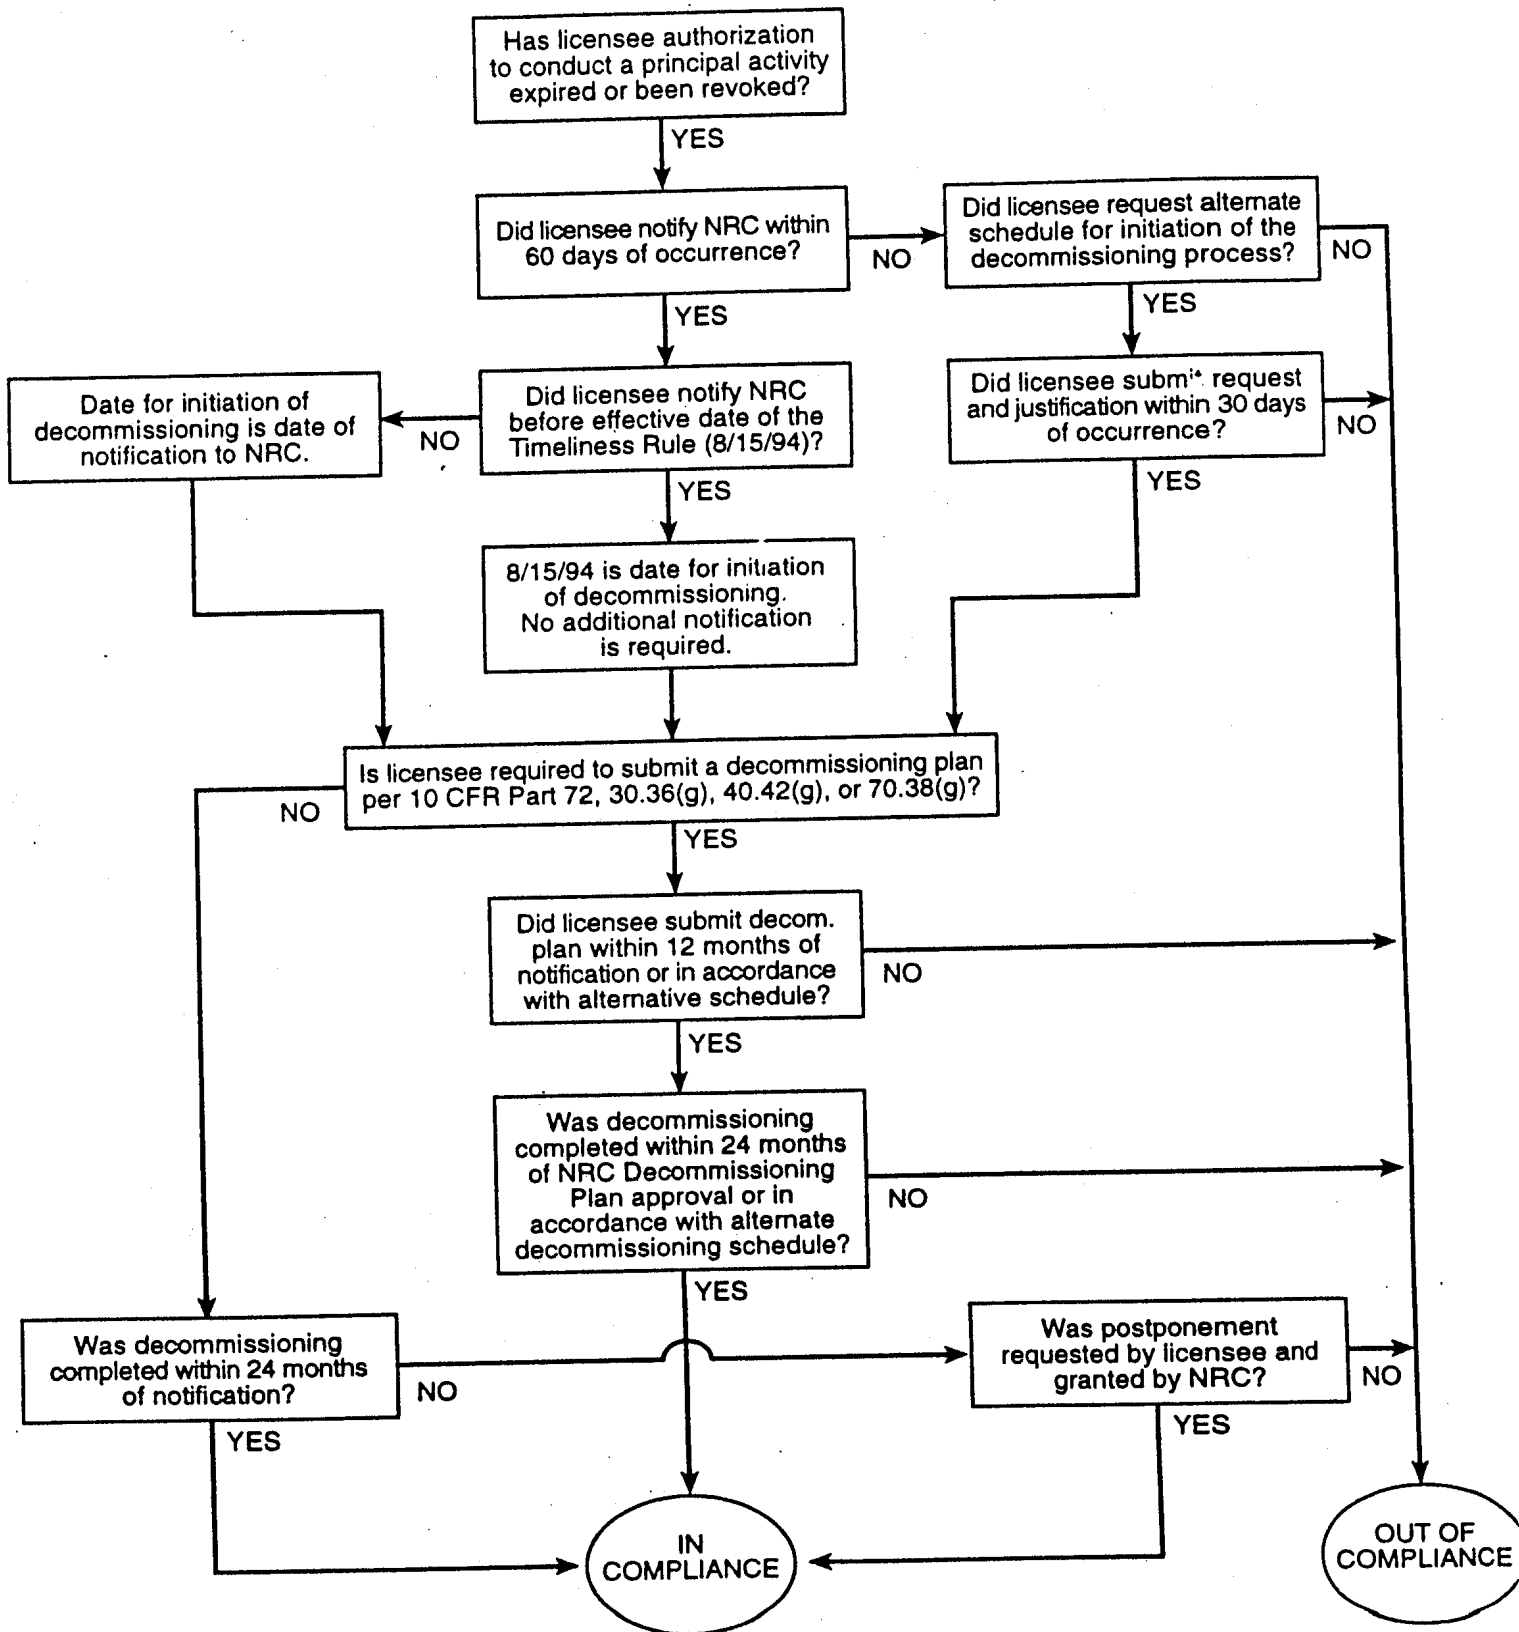 Has licensee authorization
to conduct a principal activity
expired or been revoked?
YES
Did licensee notify NRC within
60 days of occurrence?
NO
Did licensee request alternate
schedule for initiation of the
decommissioning process?
NO
YES
YES
Date for initiation of
decommissioning is date of
notification to NRC.
NO
Did licensee notify NRC
before effective date of the
Timeliness Rule (8/15/94)?
Did licensee request
and justification within 30 days
of occurrence?
NO
YES
YES
8/15/94 is date for initiation
of decommissioning.
No additional notification
is required.
Is licensee required to submit a decommissioning plan
per 10 CFR Part 72, 30.36(g), 40.42(g), or 70.38(g)?
NO
YES
Did licensee submit decom.
plan within 12 months of
notification or in accordance
with alternative schedule?
NO
YES
Was decommissioning
completed within 24 months
of NRC Decommissioning
Plan approval or in
accordance with alternate
decommissioning schedule?
NO
YES
Was decommissioning
completed within 24 months
of notification?
NO
YES
Was postponement
requested by licensee and
granted by NRC?
NO
YES
IN
COMPLIANCE
OUT OF
COMPLIANCE